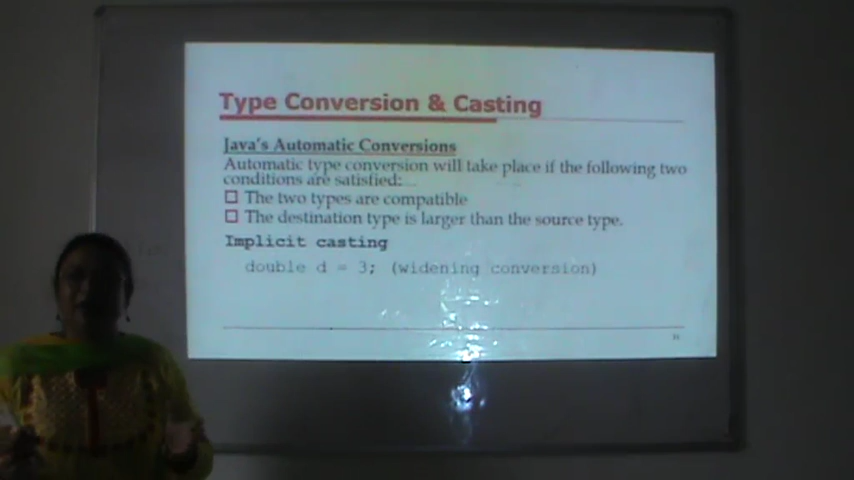 Type Conversion & Casting
Java's Automatic Conversions
Automatic type conversion will take place if the following two
conditions are satisfied:
The two types are compatible
The destination type is larger than the source type.
Implicit casting
double d = 3; (widening conversion)